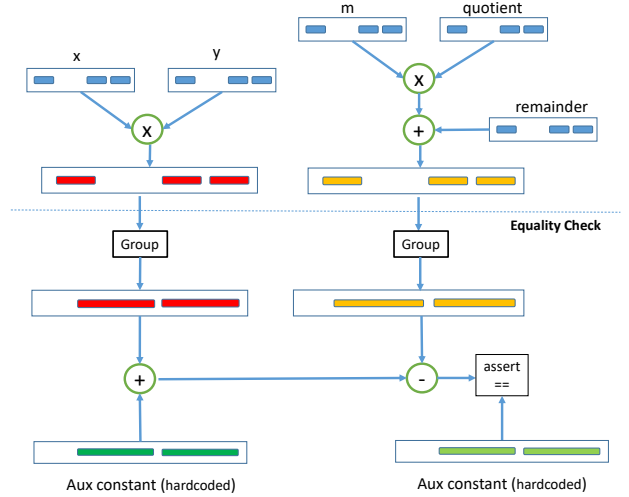 m
quotient
x
y
X
X
remainder
+
Equality Check
Group
Group
+
-
assert
==
Aux constant (hardcoded)
Aux constant (hardcoded)